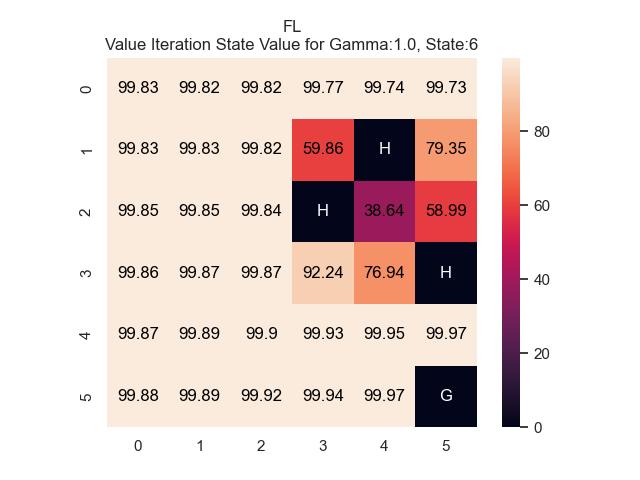 FL
Value Iteration State Value for Gamma:1.0, State:6
0 99.83 99.82 99.82 99.77 99.74 99.73
1 99.83 99.83 99.82 59.86 H 79.35
2 99.85 99.85 99.84 H 38.64 58.99
3 99.86 99.87 99.87 92.24 76.94 H
4 99.87 99.89 99.9 99.93 99.95 99.97
5 99.88 99.89 99.92 99.94 99.97 G
0 1 2 3 4 5
80
60
40
20
0